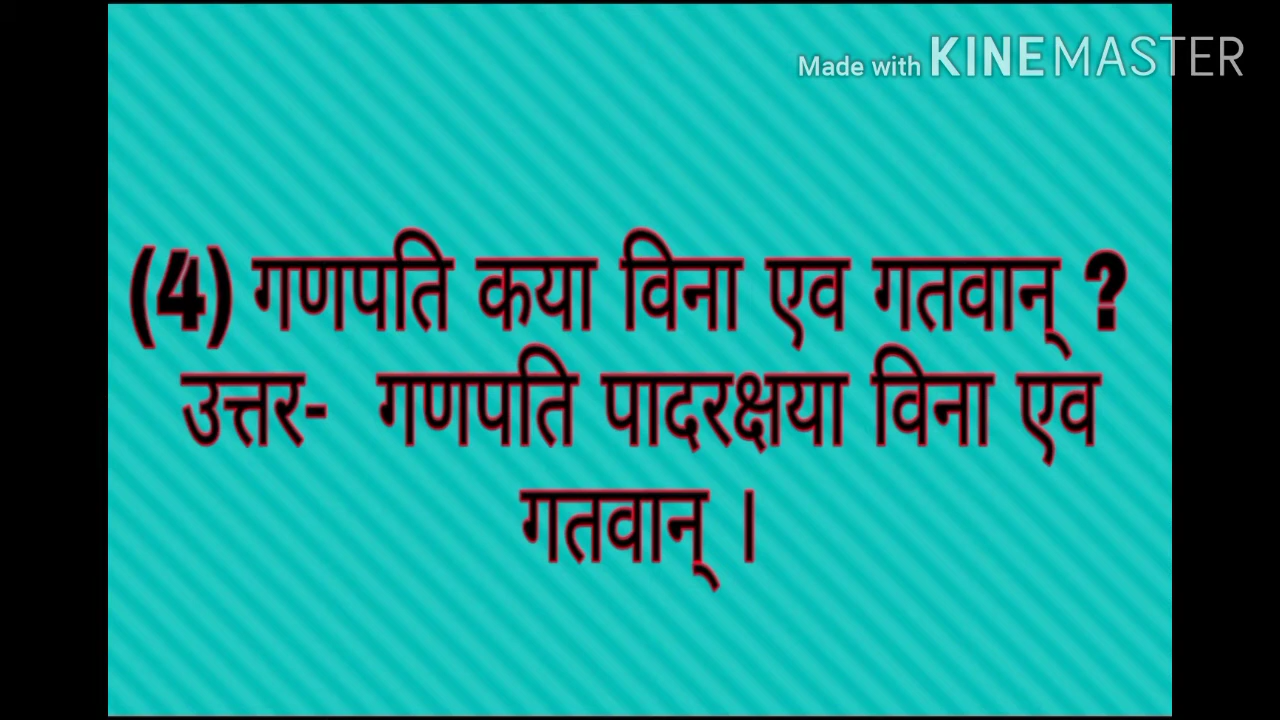 Made with KINEMASTER
(4) गणपति कया विना एव गतवान् ?
उत्तर- गणपति पादरक्षया विना एव
गतवान् ।